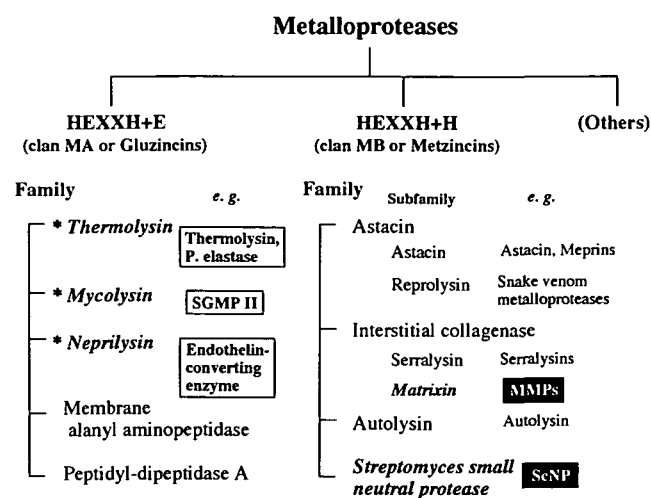 Metalloproteases
HEXXH+E
(clan MA or Gluzincins)
HEXXH+H
(clan MB or Metzincins)
(Others)
Family
e. g.
* Thermolysin
Thermolysin,
P. elastase
* Mycolysin
SGMP II
* Neprilysin
Endothelin-
converting
enzyme
Membrane
alanyl aminopeptidase
Peptidyl-dipeptidase A
Family
Subfamily
e. g.
Astacin
Astacin
Astacin, Meprins
Reprolysin
Snake venom
metalloproteases
Interstitial collagenase
Serralysin
Serralysins
Matrixin
MMPs
Autolysin
Autolysin
Streptomyces small
neutral protease
ScNP